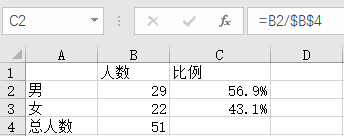 C2 fx =B2/$B$4
A B C D
1 人数 比例
2 男 29 56.9%
3 女 22 43.1%
4 总人数 51